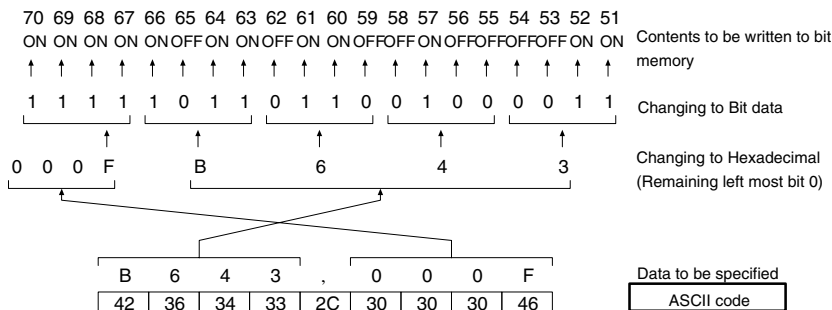 70 69 68 67 66 65 64 63 62 61 60 59 58 57 56 55 54 53 52 51
ON ON ON ON ON OFF ON ON OFF ON ON OFF OFF ON OFF OFF OFF OFF ON ON
Contents to be written to bit
memory
1 1 1 1 1 0 1 1 0 1 1 0 0 1 0 0 0 0 1 1
Changing to Bit data
0 0 0 F B 6 4 3
Changing to Hexadecimal
(Remaining left most bit 0)
B 6 4 3 , 0 0 0 F
Data to be specified
42 36 34 33 2C 30 30 30 46
ASCII code